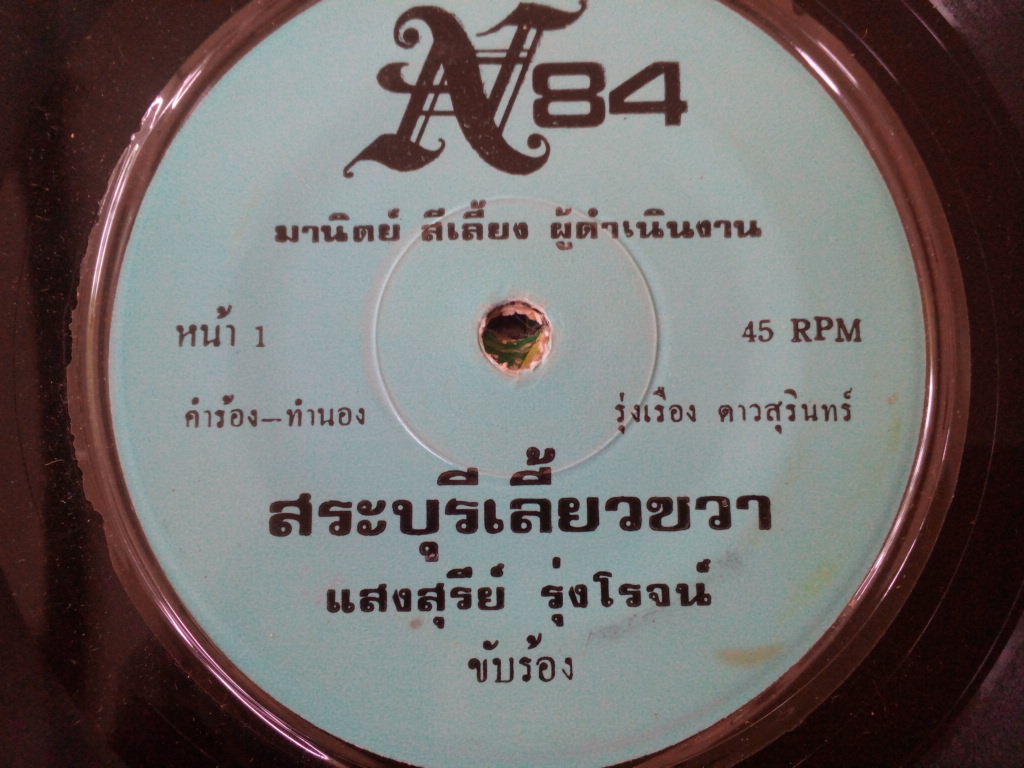 N84
มานิตย์ สีเลี้ยง ผู้ดำเนินงาน
หน้า 1 45 RPM
คำร้อง—ทำนอง รุ่งเรือง ดาวสุรินทร์
สระบุรีเลี้ยวขวา
แสงสุรีย์ รุ่งโรจน์
ขับร้อง